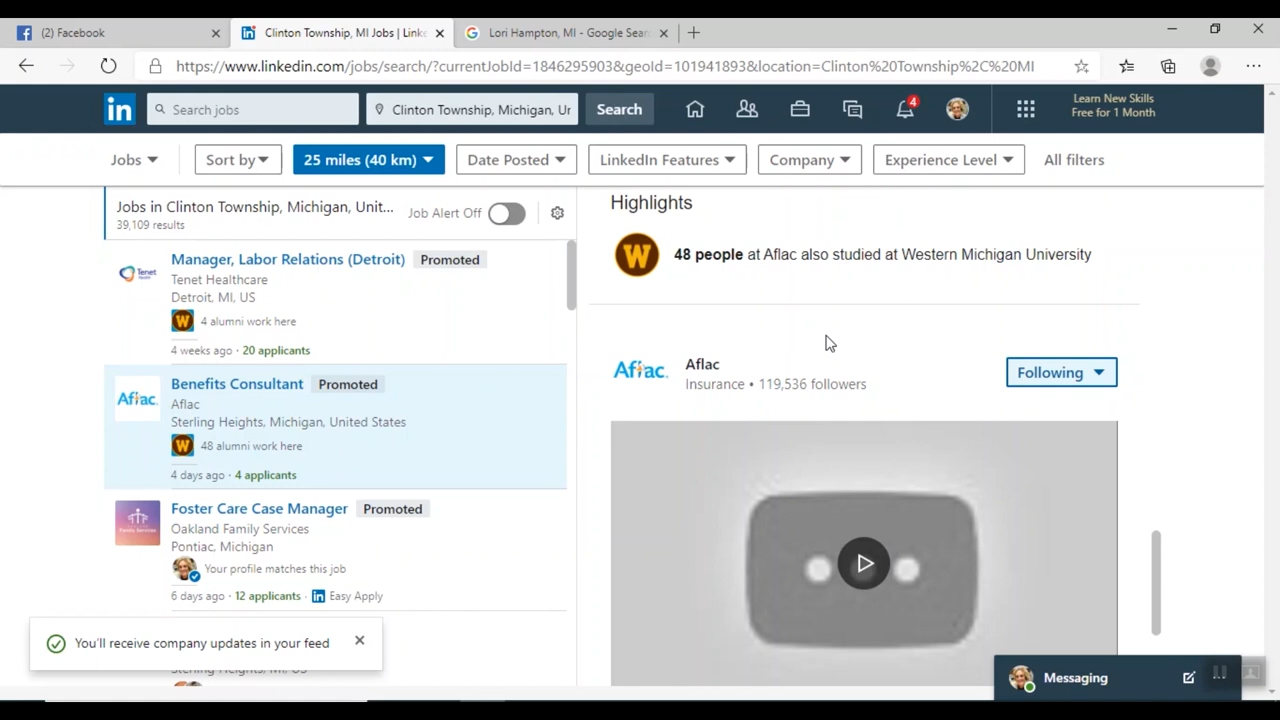 (2) Facebook
Clinton Township, MI Jobs | Linke
Lori Hampton, MI - Google Sear
https://www.linkedin.com/jobs/search/?currentJobId=1846295903&geoId=101941893&location=Clinton%20Township%2C%20MI
in
Search jobs
Clinton Township, Michigan, Ur
Search
4
Learn New Skills
Free for 1 Month
Jobs
Sort by
25 miles (40 km)
Date Posted
LinkedIn Features
Company
Experience Level
All filters
Jobs in Clinton Township, Michigan, Unit...
39,109 results
Job Alert Off
Tenet
Manager, Labor Relations (Detroit)
Promoted
Tenet Healthcare
Detroit, MI, US
W
4 alumni work here
4 weeks ago · 20 applicants
Aflac.
Benefits Consultant
Promoted
Aflac
Sterling Heights, Michigan, United States
W
48 alumni work here
4 days ago · 4 applicants
Foster Care Case Manager
Promoted
Oakland Family Services
Pontiac, Michigan
Your profile matches this job
6 days ago · 12 applicants · in Easy Apply
You'll receive company updates in your feed
Sterling Heights, MI, US
Highlights
W
48 people at Aflac also studied at Western Michigan University
Aflac.
Aflac
Insurance • 119,536 followers
Following
Messaging